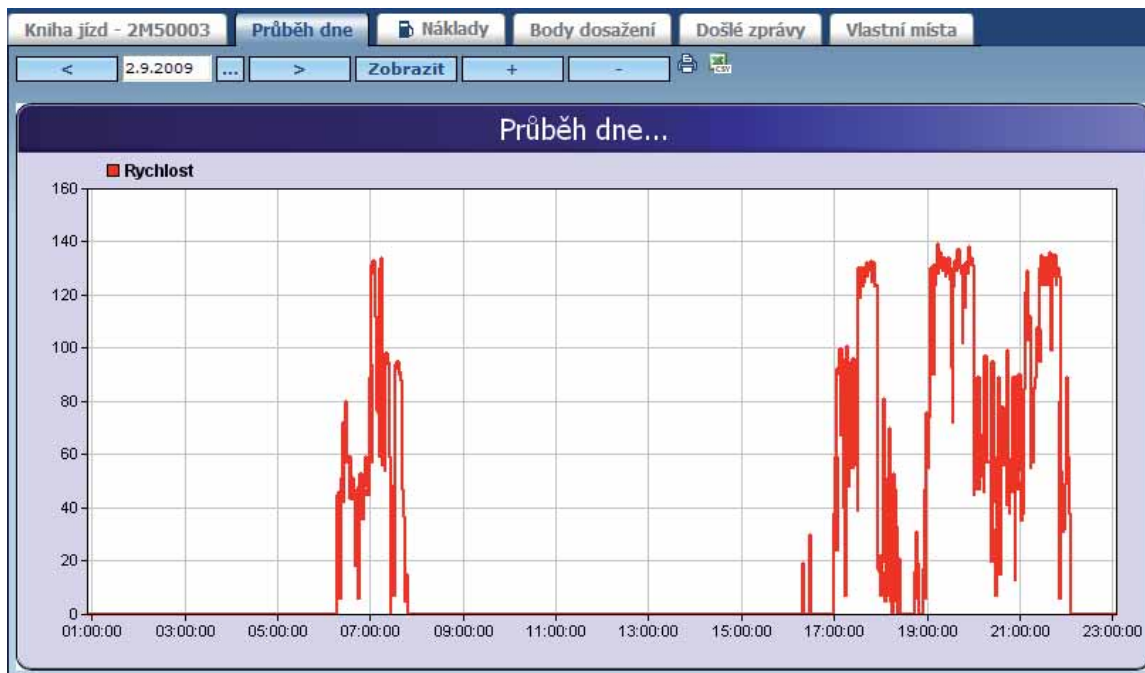 Kniha jízd - 2M50003 Průběh dne Náklady Body dosažení Došlé zprávy Vlastní místa
< 2.9.2009 ... > Zobrazit + - CSV
Průběh dne...
Rychlost
160
140
120
100
80
60
40
20
0
01:00:00 03:00:00 05:00:00 07:00:00 09:00:00 11:00:00 13:00:00 15:00:00 17:00:00 19:00:00 21:00:00 23:00:00